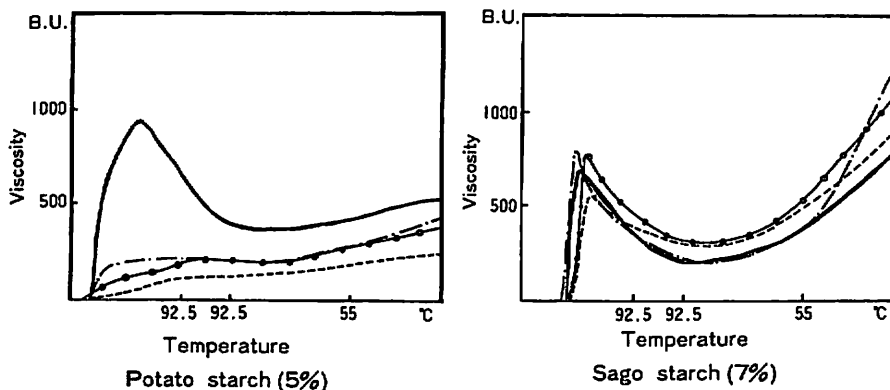 B.U.
1000
500
Viscosity
92.5 92.5 55 °C
Temperature
Potato starch (5%)
B.U.
1000
500
Viscosity
92.5 92.5 55 °C
Temperature
Sago starch (7%)